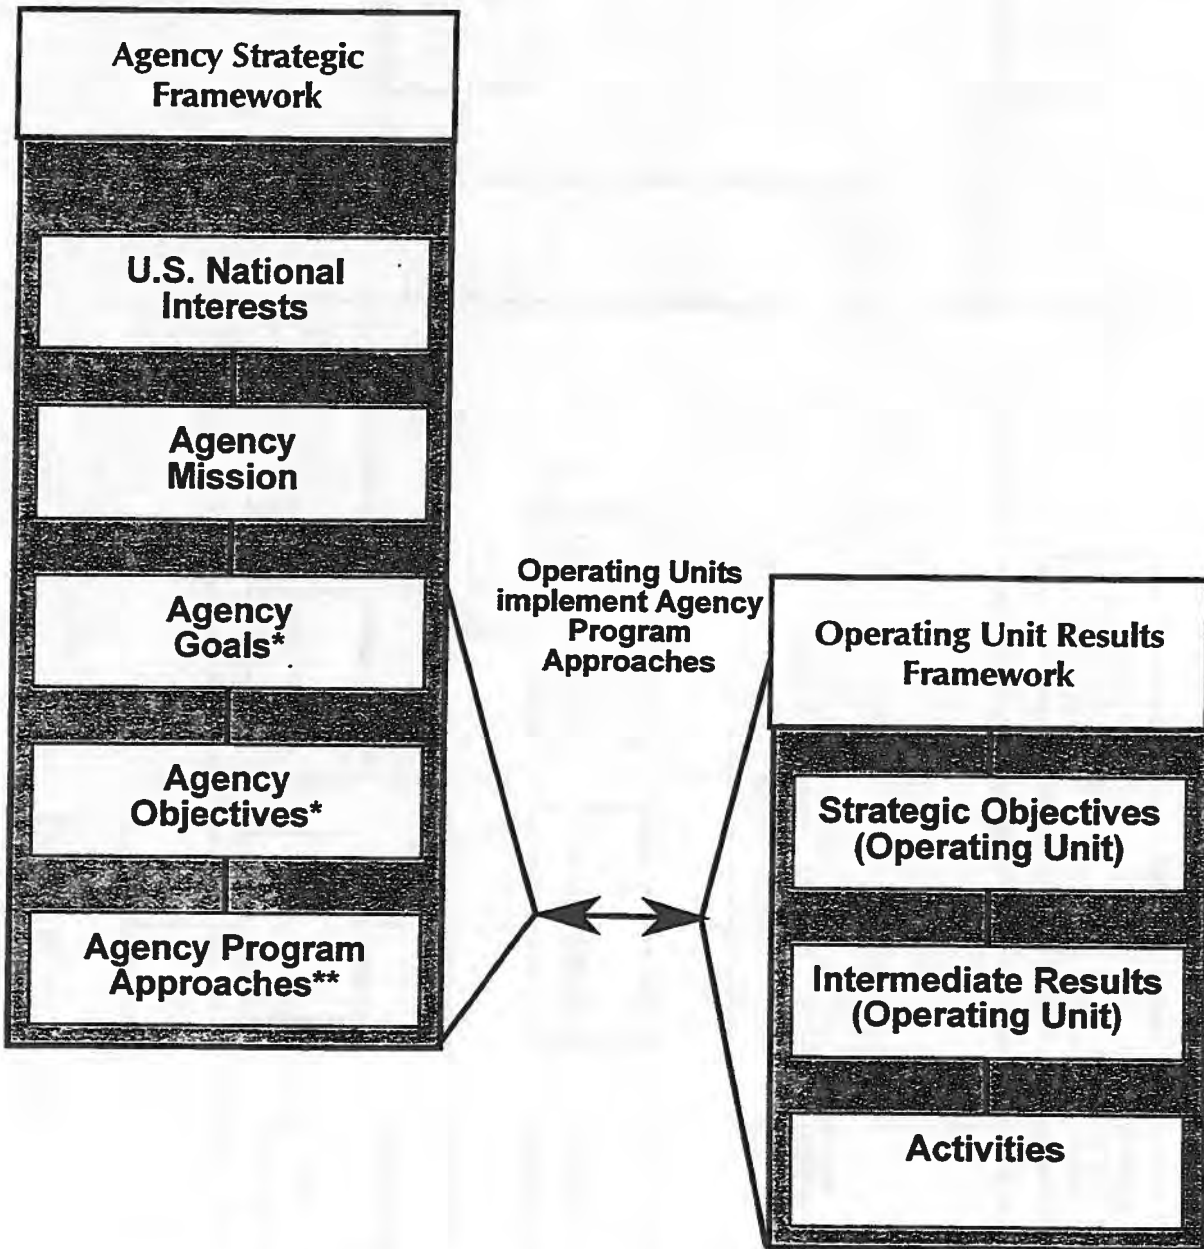 Agency Strategic
Framework
U.S. National
Interests
Agency
Mission
Agency
Goals*
Agency
Objectives*
Agency Program
Approaches**
Operating Units
implement Agency
Program
Approaches
Operating Unit Results
Framework
Strategic Objectives
(Operating Unit)
Intermediate Results
(Operating Unit)
Activities